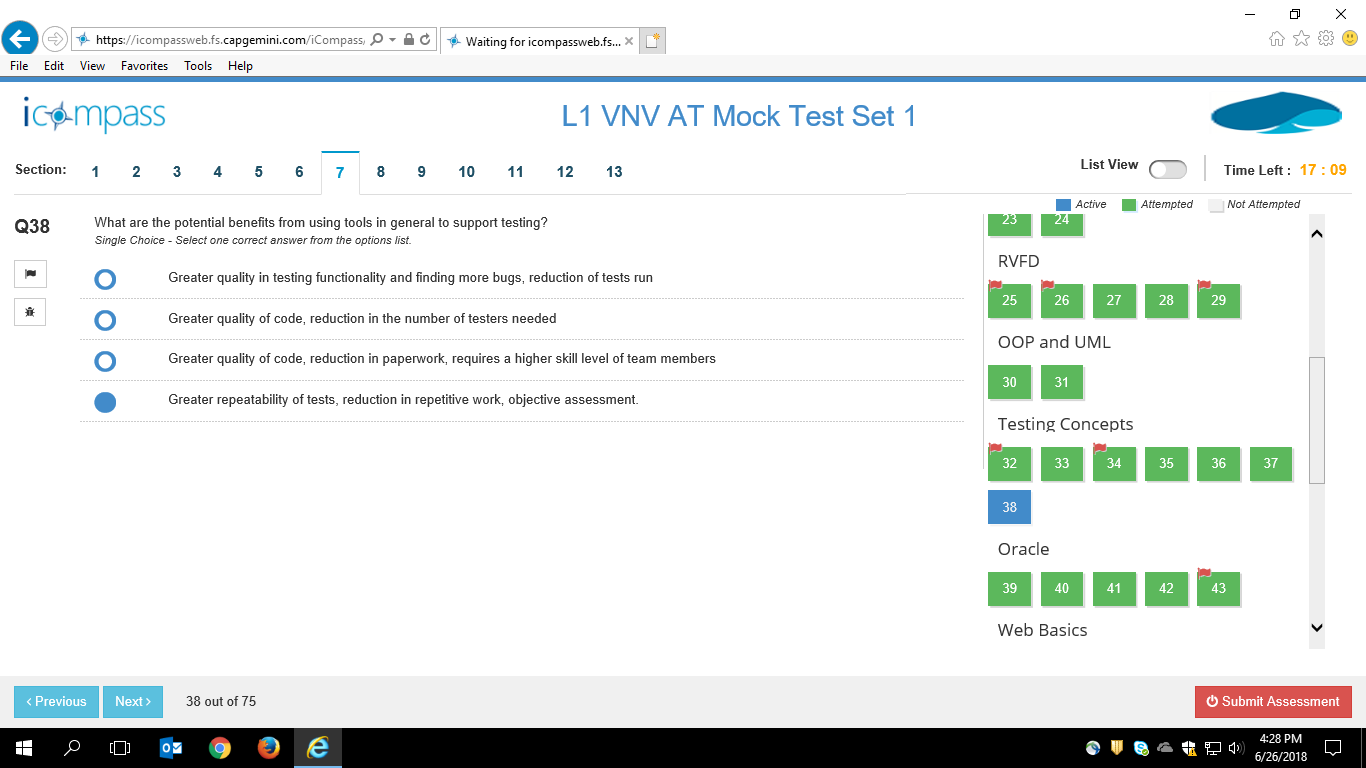 https://icompassweb.fs.capgemini.com/iCompass/
Waiting for icompassweb.fs...
File Edit View Favorites Tools Help
icompass
L1 VNV AT Mock Test Set 1
Section: 1 2 3 4 5 6 7 8 9 10 11 12 13
List View
Time Left : 17 : 09
Active Attempted Not Attempted
Q38
What are the potential benefits from using tools in general to support testing?
Single Choice - Select one correct answer from the options list.
Greater quality in testing functionality and finding more bugs, reduction of tests run
Greater quality of code, reduction in the number of testers needed
Greater quality of code, reduction in paperwork, requires a higher skill level of team members
Greater repeatability of tests, reduction in repetitive work, objective assessment.
23 24
RVFD
25 26 27 28 29
OOP and UML
30 31
Testing Concepts
32 33 34 35 36 37
38
Oracle
39 40 41 42 43
Web Basics
‹ Previous
Next ›
38 out of 75
Submit Assessment
4:28 PM
6/26/2018